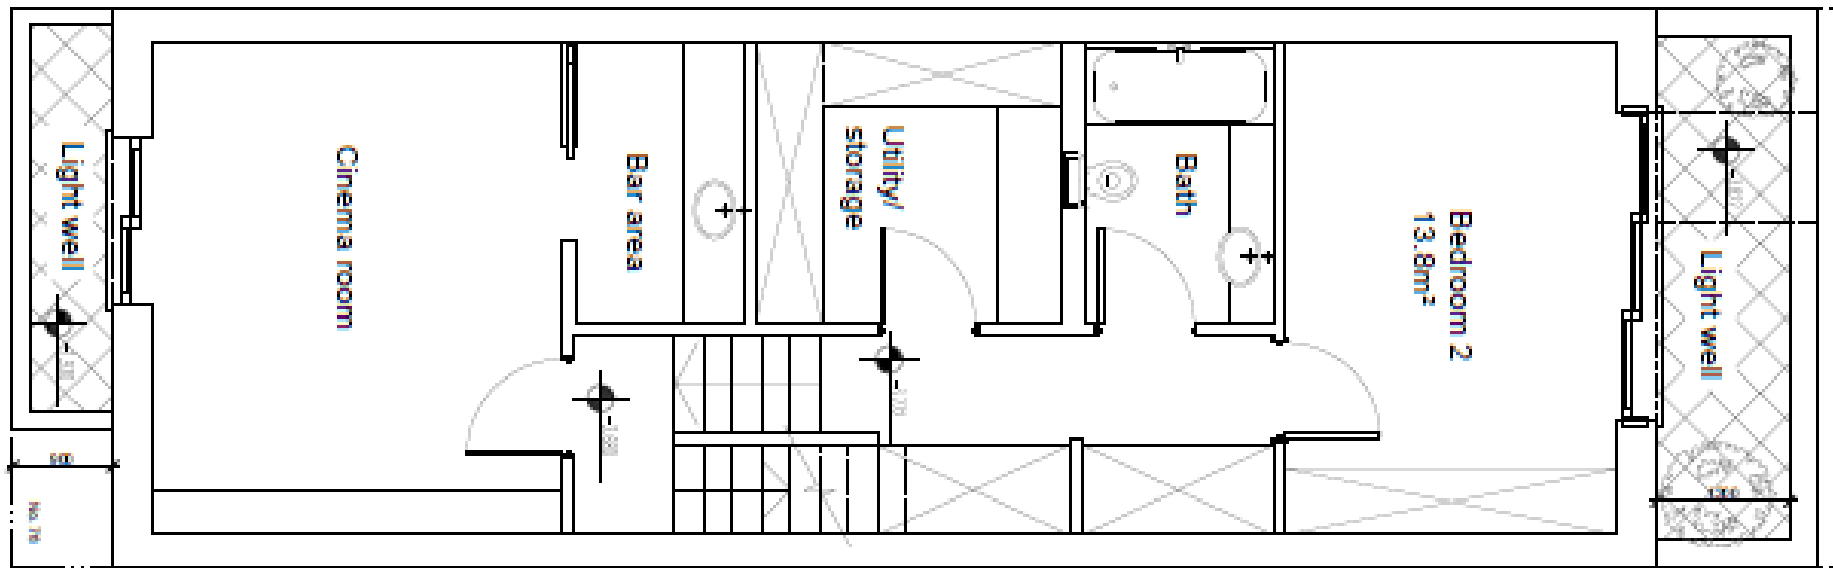 Light well
Cinema room
Bar area
Utility/
storage
Bath
Bedroom 2
13.8m²
Light well